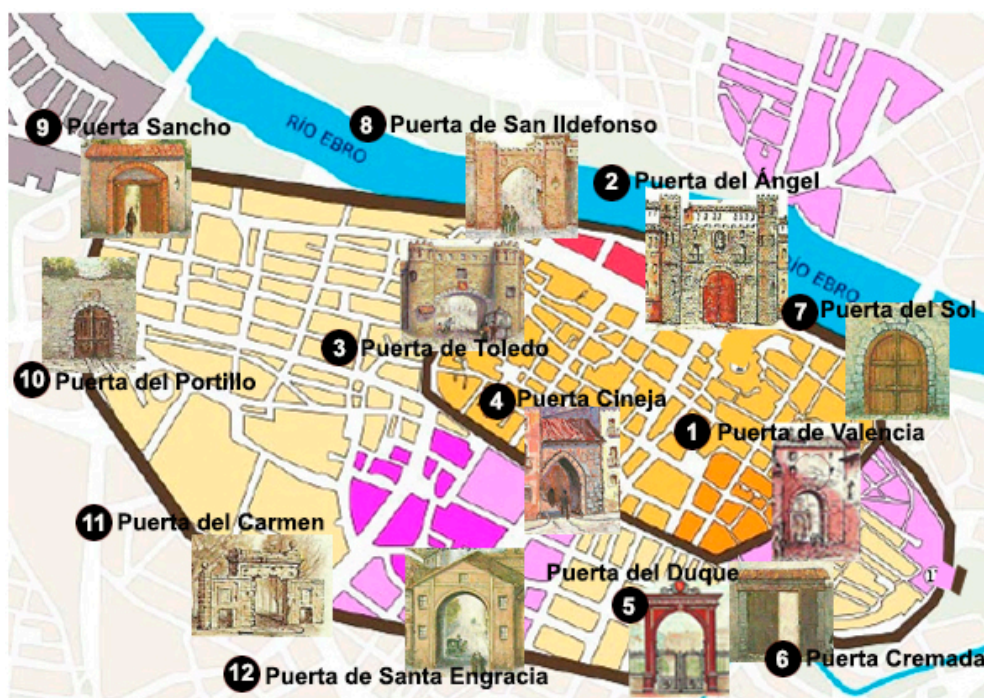 9 Puerta Sancho
8 Puerta de San Ildefonso
RÍO EBRO
2 Puerta del Ángel
RÍO EBRO
7 Puerta del Sol
3 Puerta de Toledo
10 Puerta del Portillo
4 Puerta Cineja
1 Puerta de Valencia
11 Puerta del Carmen
Puerta del Duque
5
1
6 Puerta Cremada
12 Puerta de Santa Engracia